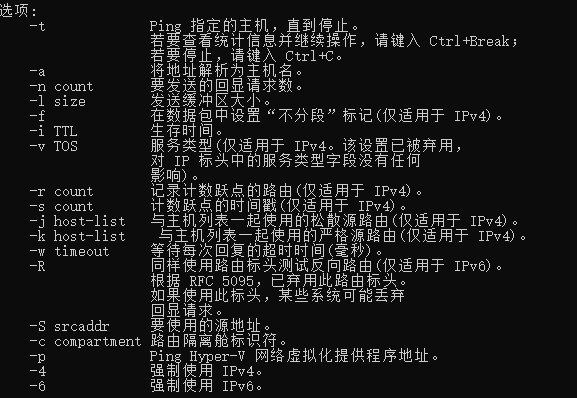 选项:
-t Ping 指定的主机，直到停止。
若要查看统计信息并继续操作，请键入 Ctrl+Break；
若要停止，请键入 Ctrl+C。
-a 将地址解析为主机名。
-n count 要发送的回显请求数。
-l size 发送缓冲区大小。
-f 在数据包中设置“不分段”标记(仅适用于 IPv4)。
-i TTL 生存时间。
-v TOS 服务类型(仅适用于 IPv4。该设置已被弃用，
对 IP 标头中的服务类型字段没有任何
影响)。
-r count 记录计数跃点的路由(仅适用于 IPv4)。
-s count 计数跃点的时间戳(仅适用于 IPv4)。
-j host-list 与主机列表一起使用的松散源路由(仅适用于 IPv4)。
-k host-list 与主机列表一起使用的严格源路由(仅适用于 IPv4)。
-w timeout 等待每次回复的超时时间(毫秒)。
-R 同样使用路由标头测试反向路由(仅适用于 IPv6)。
根据 RFC 5095，已弃用此路由标头。
如果使用此标头，某些系统可能丢弃
回显请求。
-S srcaddr 要使用的源地址。
-c compartment 路由隔离舱标识符。
-p Ping Hyper-V 网络虚拟化提供程序地址。
-4 强制使用 IPv4。
-6 强制使用 IPv6。